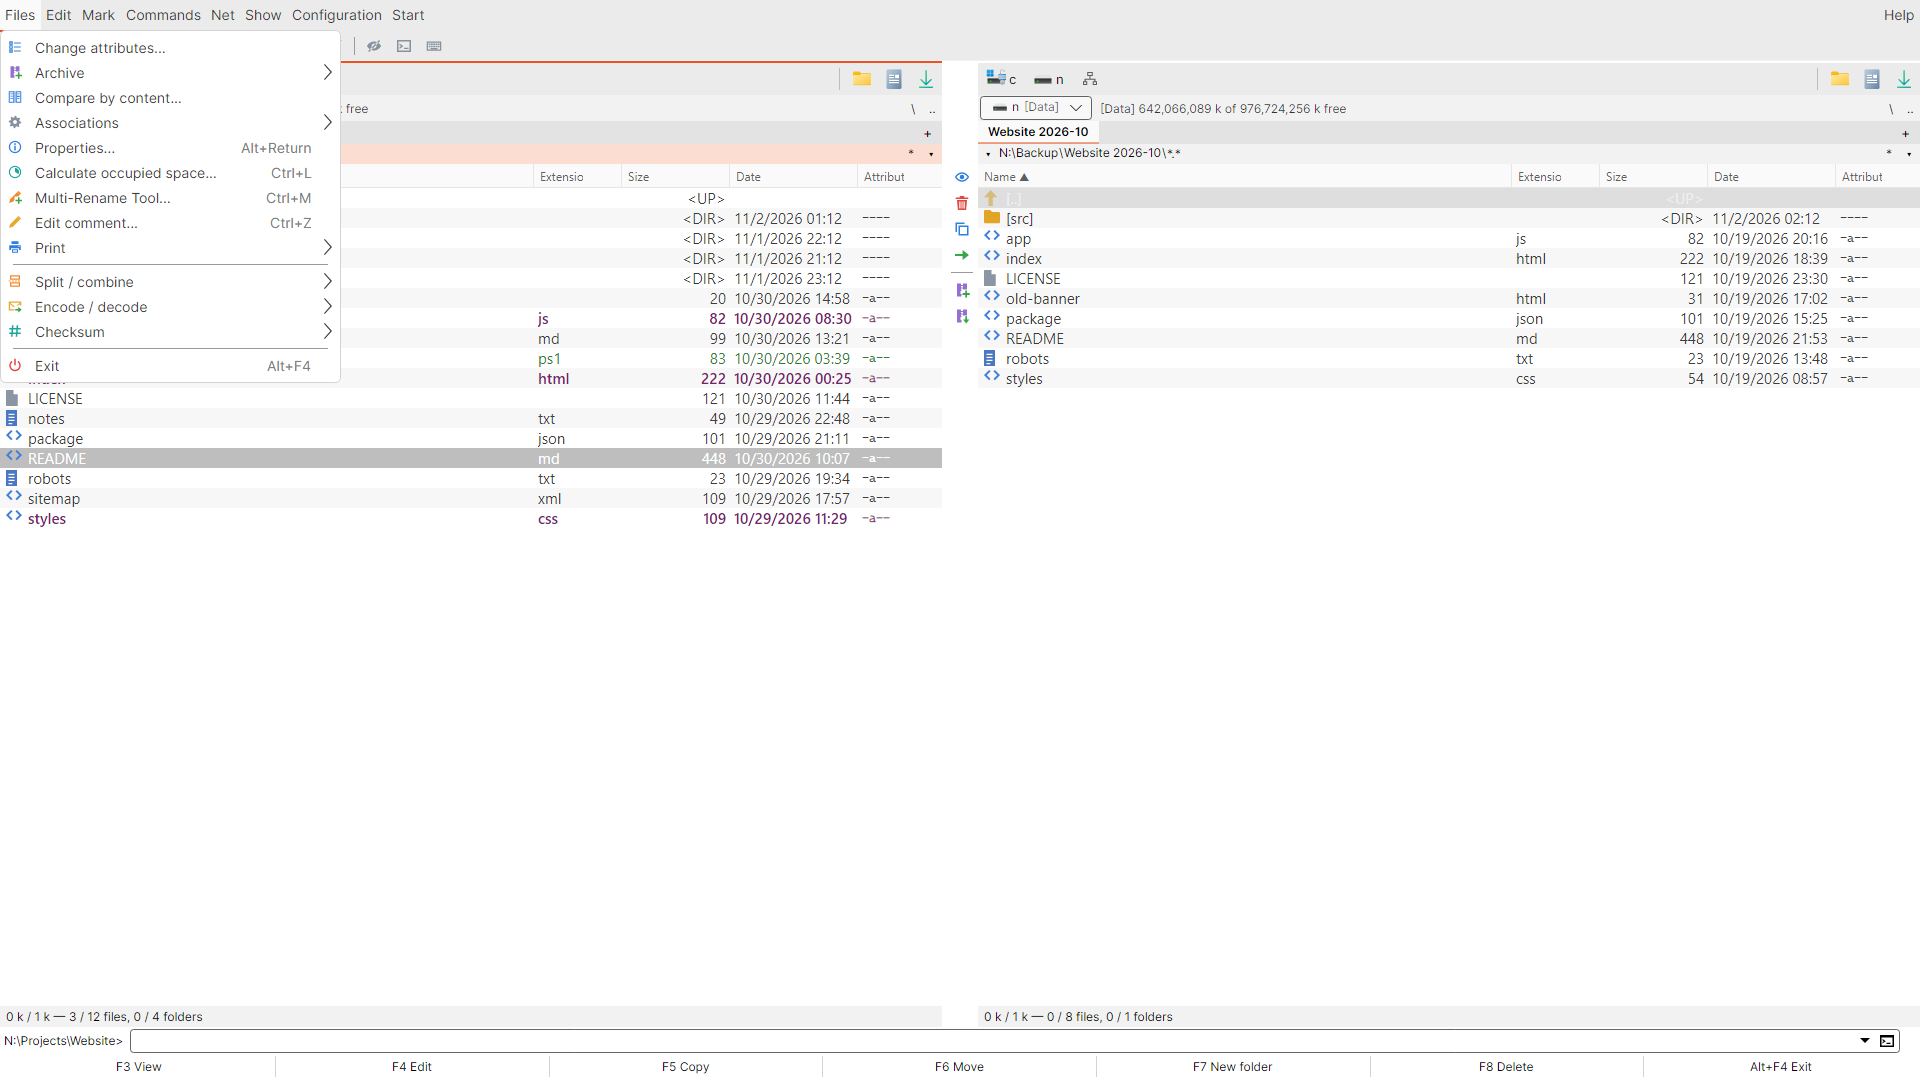 Files Edit Mark Commands Net Show Configuration Start Help
Change attributes...
Archive
Compare by content...
Associations
Properties... Alt+Return
Calculate occupied space... Ctrl+L
Multi-Rename Tool... Ctrl+M
Edit comment... Ctrl+Z
Print
Split / combine
Encode / decode
Checksum
Exit Alt+F4
free \ ..
+
* 
Extensio Size Date Attribut
<UP>
<DIR> 11/2/2026 01:12 ----
<DIR> 11/1/2026 22:12 ----
<DIR> 11/1/2026 21:12 ----
<DIR> 11/1/2026 23:12 ----
20 10/30/2026 14:58 -a--
js 82 10/30/2026 08:30 -a--
md 99 10/30/2026 13:21 -a--
ps1 83 10/30/2026 03:39 -a--
html 222 10/30/2026 00:25 -a--
LICENSE 121 10/30/2026 11:44 -a--
notes txt 49 10/29/2026 22:48 -a--
package json 101 10/29/2026 21:11 -a--
README md 448 10/30/2026 10:07 -a--
robots txt 23 10/29/2026 19:34 -a--
sitemap xml 109 10/29/2026 17:57 -a--
styles css 109 10/29/2026 11:29 -a--
0 k / 1 k — 3 / 12 files, 0 / 4 folders
c n
n [Data] [Data] 642,066,089 k of 976,724,256 k free \ ..
Website 2026-10 +
N:\Backup\Website 2026-10\*.* *
Name Extensio Size Date Attribut
[..] <UP>
[src] <DIR> 11/2/2026 02:12 ----
app js 82 10/19/2026 20:16 -a--
index html 222 10/19/2026 18:39 -a--
LICENSE 121 10/19/2026 23:30 -a--
old-banner html 31 10/19/2026 17:02 -a--
package json 101 10/19/2026 15:25 -a--
README md 448 10/19/2026 21:53 -a--
robots txt 23 10/19/2026 13:48 -a--
styles css 54 10/19/2026 08:57 -a--
0 k / 1 k — 0 / 8 files, 0 / 1 folders
N:\Projects\Website>
F3 View F4 Edit F5 Copy F6 Move F7 New folder F8 Delete Alt+F4 Exit